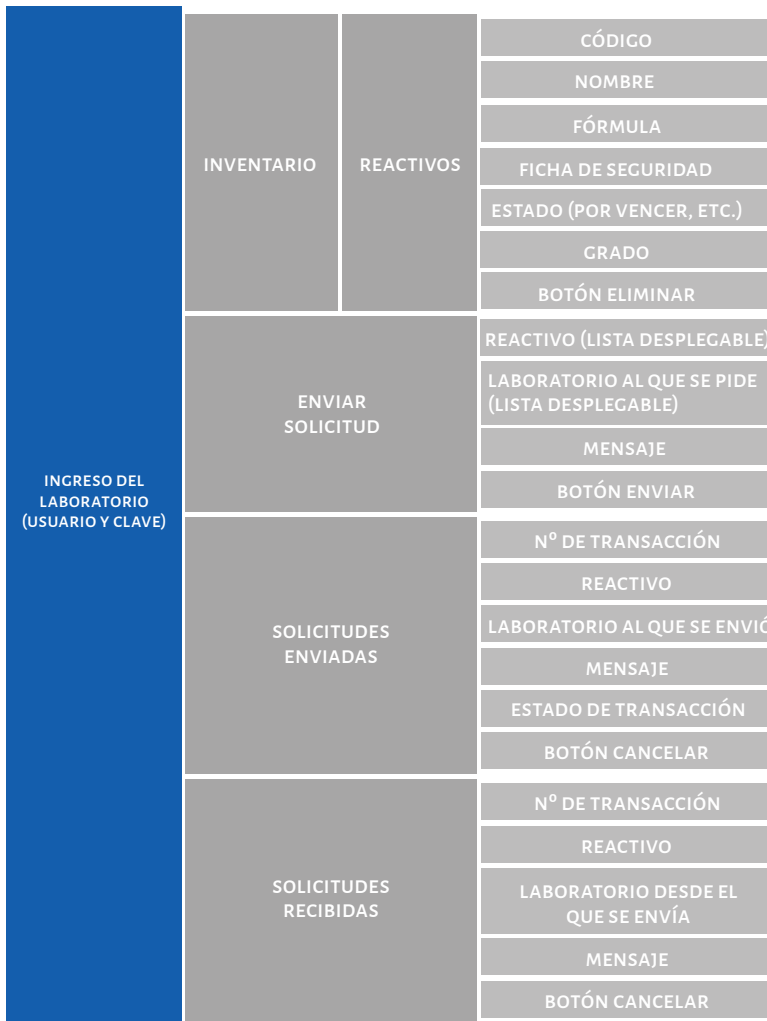 INGRESO DEL
LABORATORIO
(USUARIO Y CLAVE)
INVENTARIO
REACTIVOS
CÓDIGO
NOMBRE
FÓRMULA
FICHA DE SEGURIDAD
ESTADO (POR VENCER, ETC.)
GRADO
BOTÓN ELIMINAR
ENVIAR
SOLICITUD
REACTIVO (LISTA DESPLEGABLE)
LABORATORIO AL QUE SE PIDE
(LISTA DESPLEGABLE)
MENSAJE
BOTÓN ENVIAR
SOLICITUDES
ENVIADAS
Nº DE TRANSACCIÓN
REACTIVO
LABORATORIO AL QUE SE ENVIÓ
MENSAJE
ESTADO DE TRANSACCIÓN
BOTÓN CANCELAR
SOLICITUDES
RECIBIDAS
Nº DE TRANSACCIÓN
REACTIVO
LABORATORIO DESDE EL
QUE SE ENVÍA
MENSAJE
BOTÓN CANCELAR